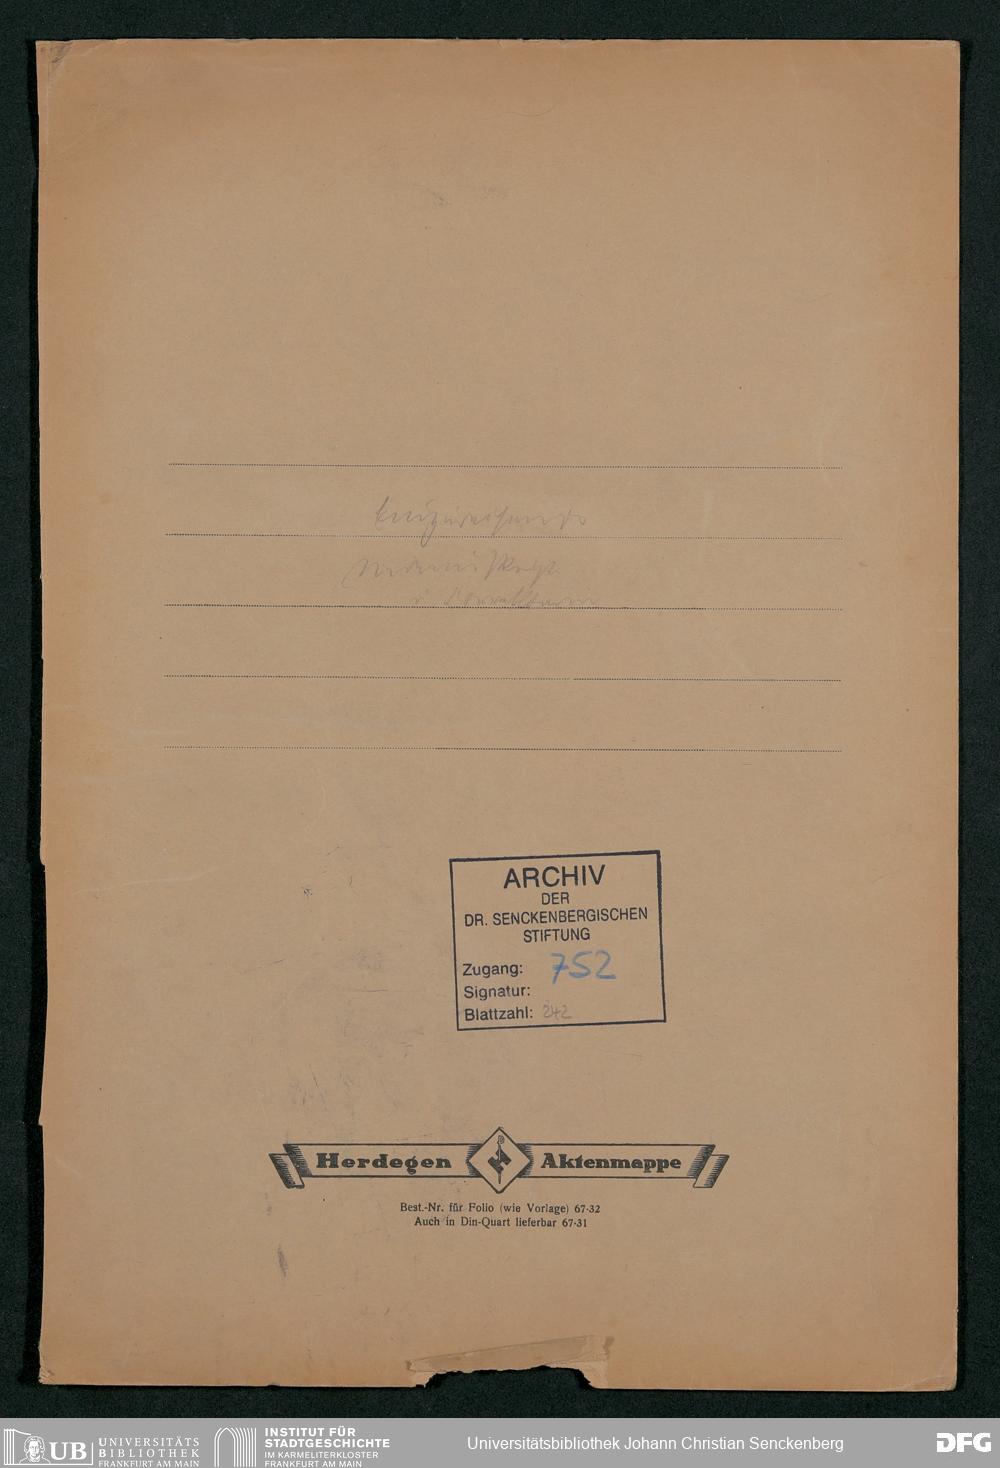 einzureichende
ARCHIV
DER
DR. SENCKENBERGISCHEN
STIFTUNG
Zugang: 752
Signatur:
Blattzahl: 242
Herdegen Aktenmappe
Best.-Nr. für Folio (wie Vorlage) 67-32
Auch in Din-Quart lieferbar 67-31
UB UNIVERSITÄTS
BIBLIOTHEK
FRANKFURT AM MAIN
INSTITUT FÜR
STADTGESCHICHTE
IM KARMELITERKLOSTER
FRANKFURT AM MAIN
Universitätsbibliothek Johann Christian Senckenberg
DFG